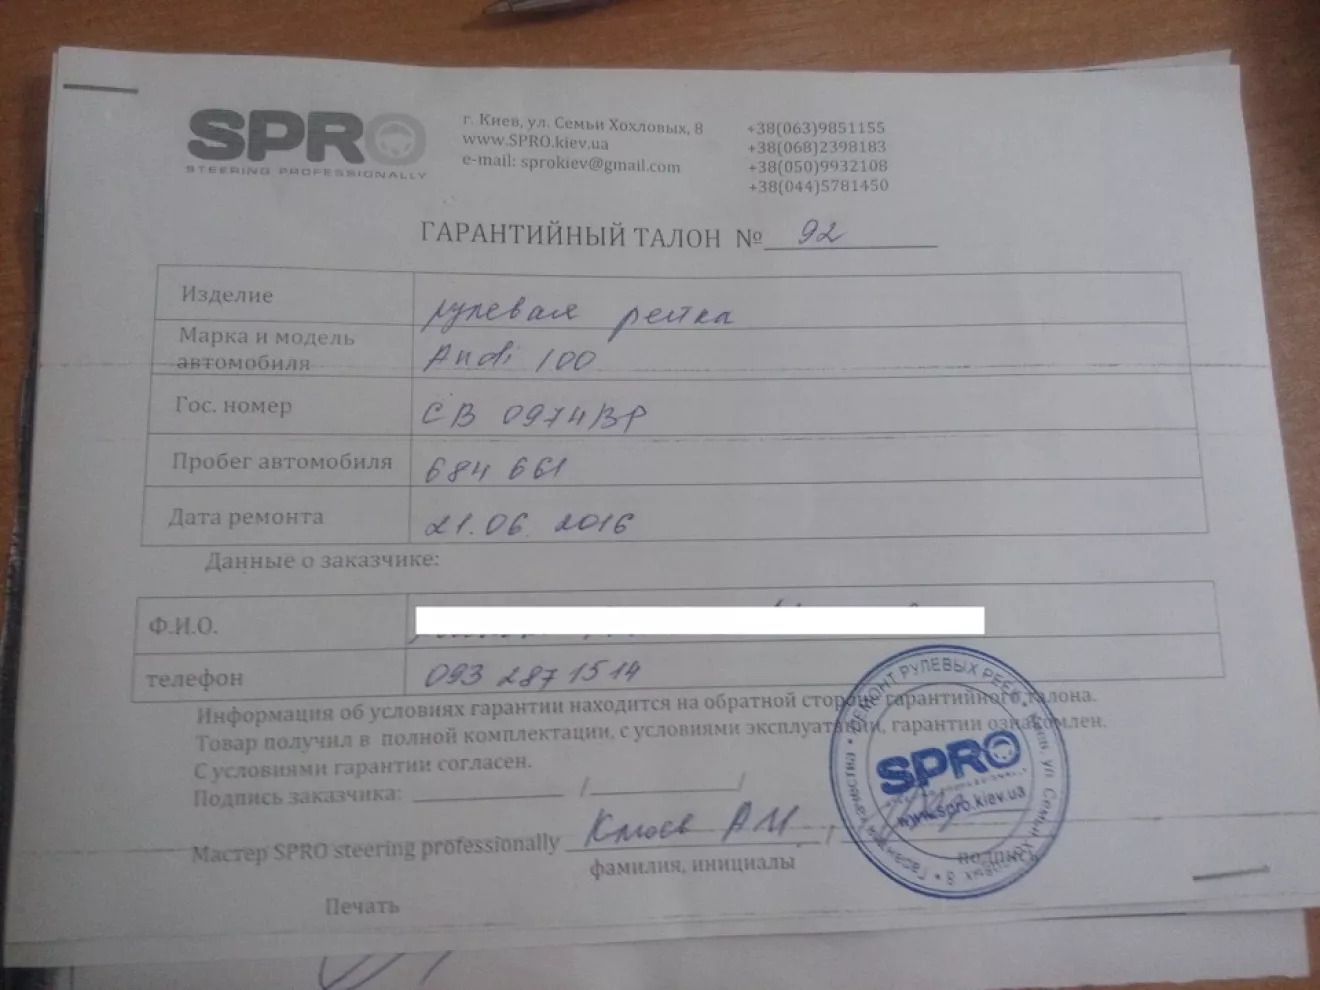 SPRO
STEERING PROFESSIONALLY
г. Киев, ул. Семьи Хохловых, 8
www.SPRO.kiev.ua
e-mail: sprokiev@gmail.com
+38(063)9851155
+38(068)2398183
+38(050)9932108
+38(044)5781450
ГАРАНТИЙНЫЙ ТАЛОН № 92
Изделие рулевая рейка
Марка и модель автомобиля Audi 100
Гос. номер СВ 0974ВР
Пробег автомобиля 684 661
Дата ремонта 21.06.2016
Данные о заказчике:
Ф.И.О.
телефон 093 287 15 14
Информация об условиях гарантии находится на обратной стороне гарантийного талона.
Товар получил в полной комплектации, с условиями эксплуатации, гарантии ознакомлен.
С условиями гарантии согласен.
Подпись заказчика: / /
Мастер SPRO steering professionally Клюев А И /
фамилия, инициалы подпись
Печать
РЕМОНТ РУЛЕВЫХ РЕЕК
SPRO
www.spro.kiev.ua